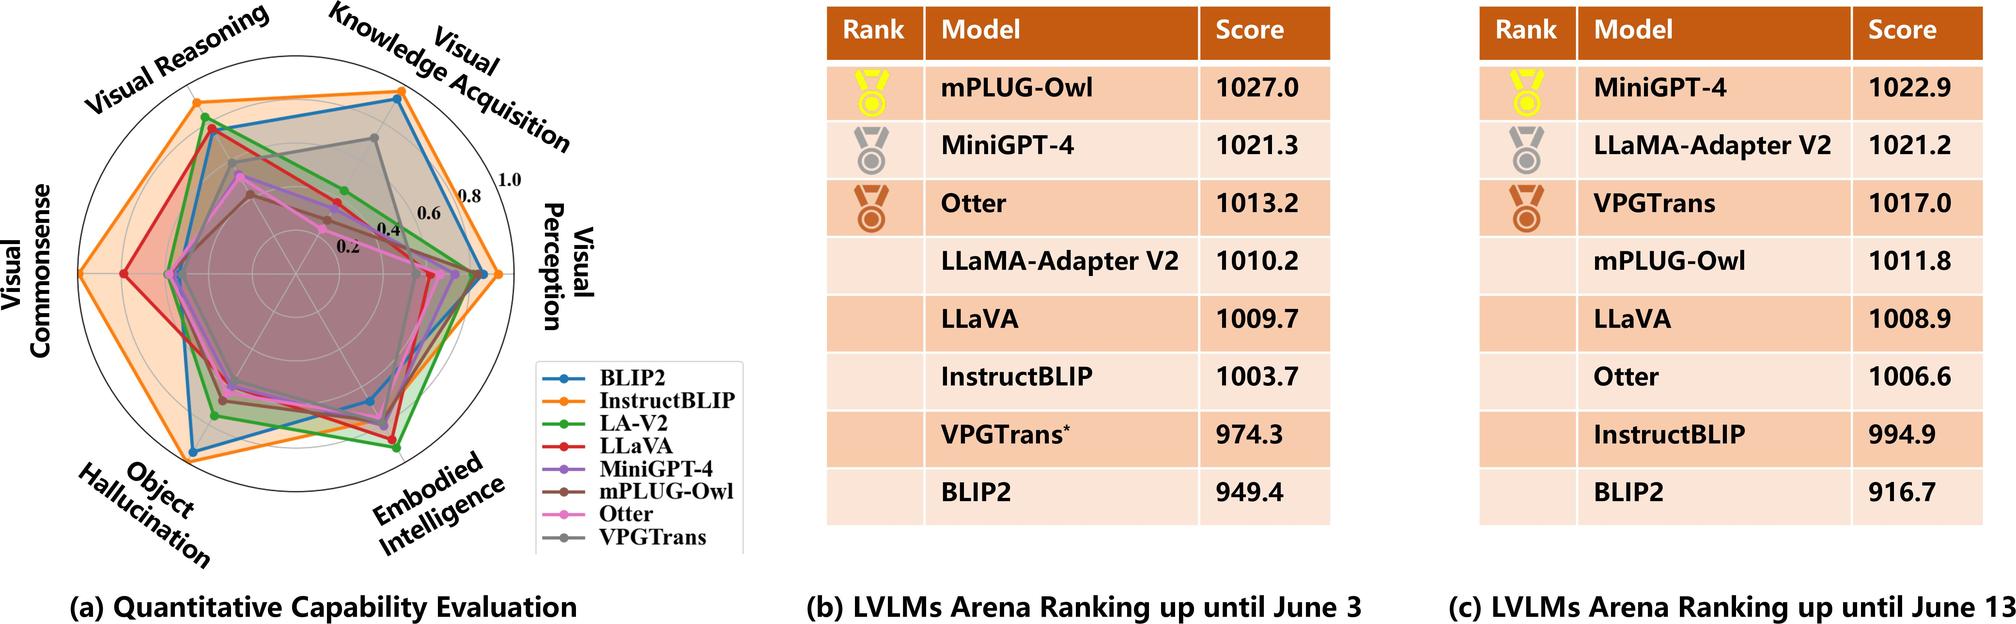 Visual Reasoning
Visual
Knowledge Acquisition
1.0
0.8
0.6
0.4
0.2
Visual
Perception
Visual
Commonsense
Object
Hallucination
Embodied
Intelligence
BLIP2
InstructBLIP
LA-V2
LLaVA
MiniGPT-4
mPLUG-Owl
Otter
VPGTrans
(a) Quantitative Capability Evaluation
Rank Model Score
mPLUG-Owl 1027.0
MiniGPT-4 1021.3
Otter 1013.2
LLaMA-Adapter V2 1010.2
LLaVA 1009.7
InstructBLIP 1003.7
VPGTrans* 974.3
BLIP2 949.4
(b) LVLMs Arena Ranking up until June 3
Rank Model Score
MiniGPT-4 1022.9
LLaMA-Adapter V2 1021.2
VPGTrans 1017.0
mPLUG-Owl 1011.8
LLaVA 1008.9
Otter 1006.6
InstructBLIP 994.9
BLIP2 916.7
(c) LVLMs Arena Ranking up until June 13